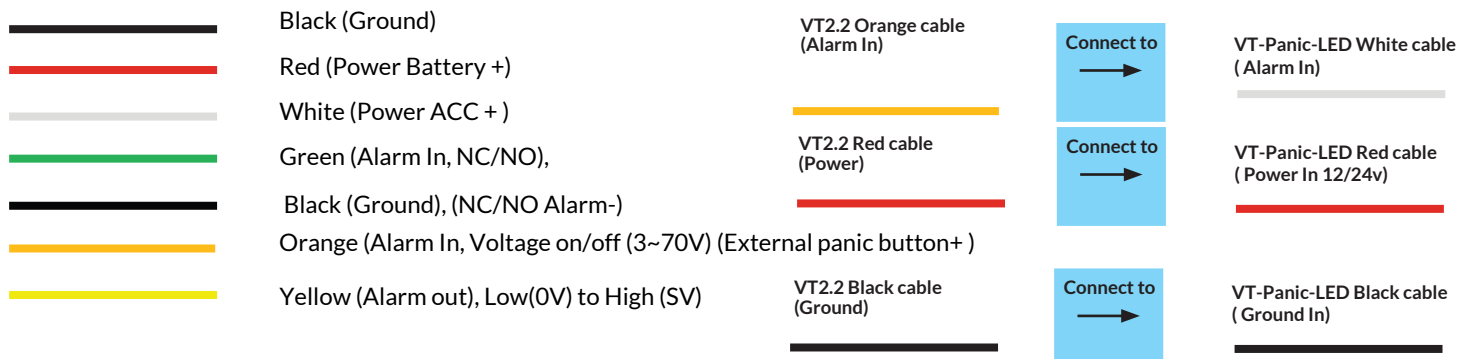 Black (Ground)
Red (Power Battery +)
White (Power ACC + )
Green (Alarm In, NC/NO),
Black (Ground), (NC/NO Alarm-)
Orange (Alarm In, Voltage on/off (3~70V) (External panic button+ )
Yellow (Alarm out), Low(0V) to High (SV)
VT2.2 Orange cable
(Alarm In)
Connect to
VT-Panic-LED White cable
( Alarm In)
VT2.2 Red cable
(Power)
Connect to
VT-Panic-LED Red cable
( Power In 12/24v)
VT2.2 Black cable
(Ground)
Connect to
VT-Panic-LED Black cable
( Ground In)